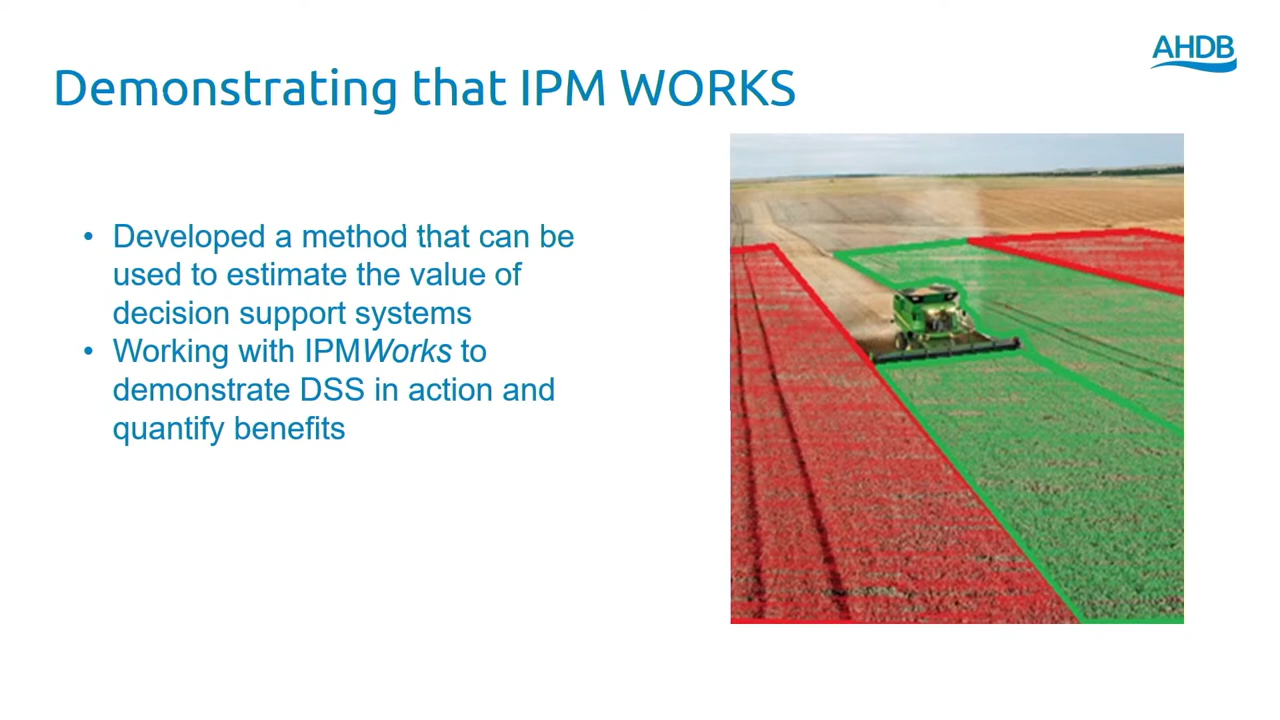 AHDB
Demonstrating that IPM WORKS
• Developed a method that can be
used to estimate the value of
decision support systems
• Working with IPMWorks to
demonstrate DSS in action and
quantify benefits